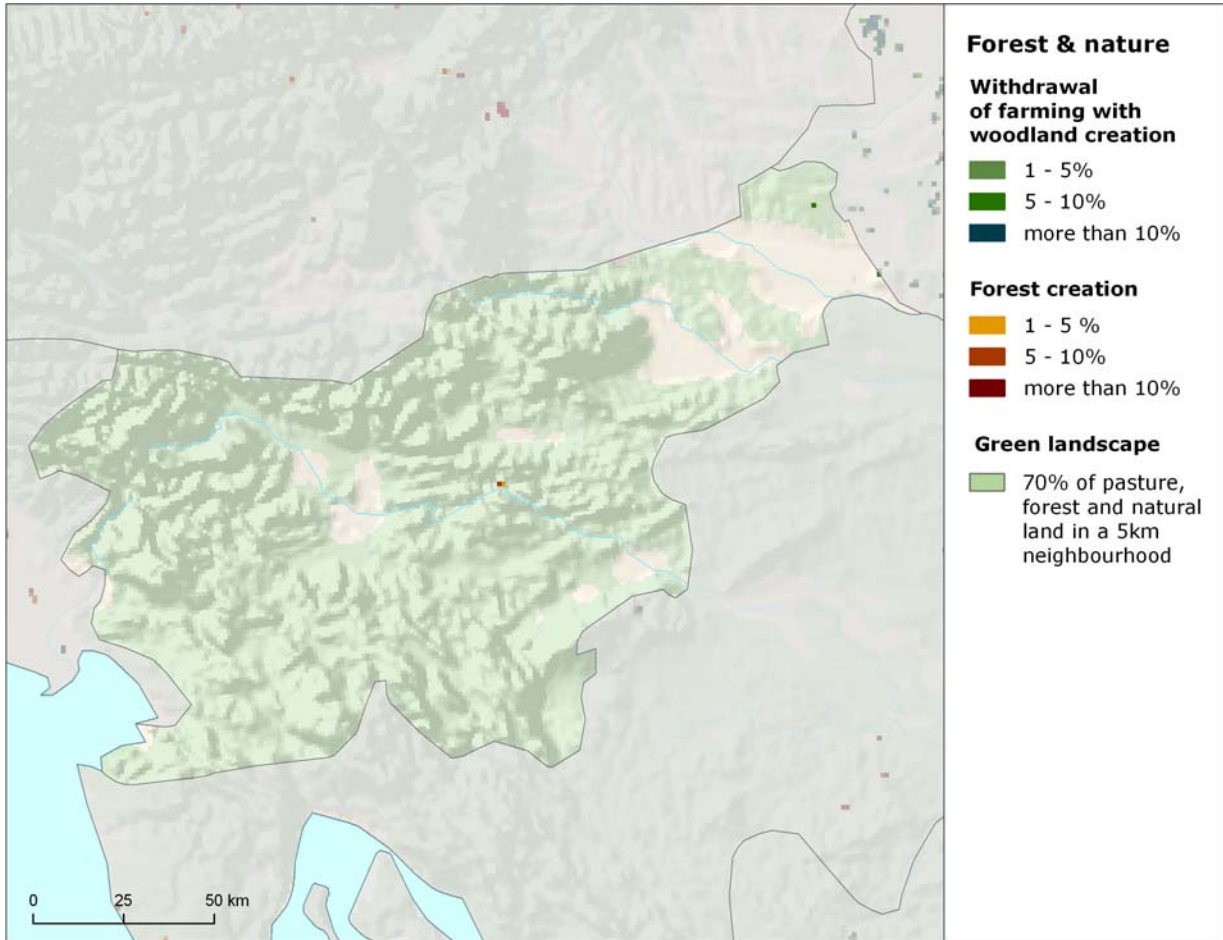 Forest & nature
Withdrawal
of farming with
woodland creation
1 - 5%
5 - 10%
more than 10%
Forest creation
1 - 5 %
5 - 10%
more than 10%
Green landscape
70% of pasture,
forest and natural
land in a 5km
neighbourhood
0 25 50 km